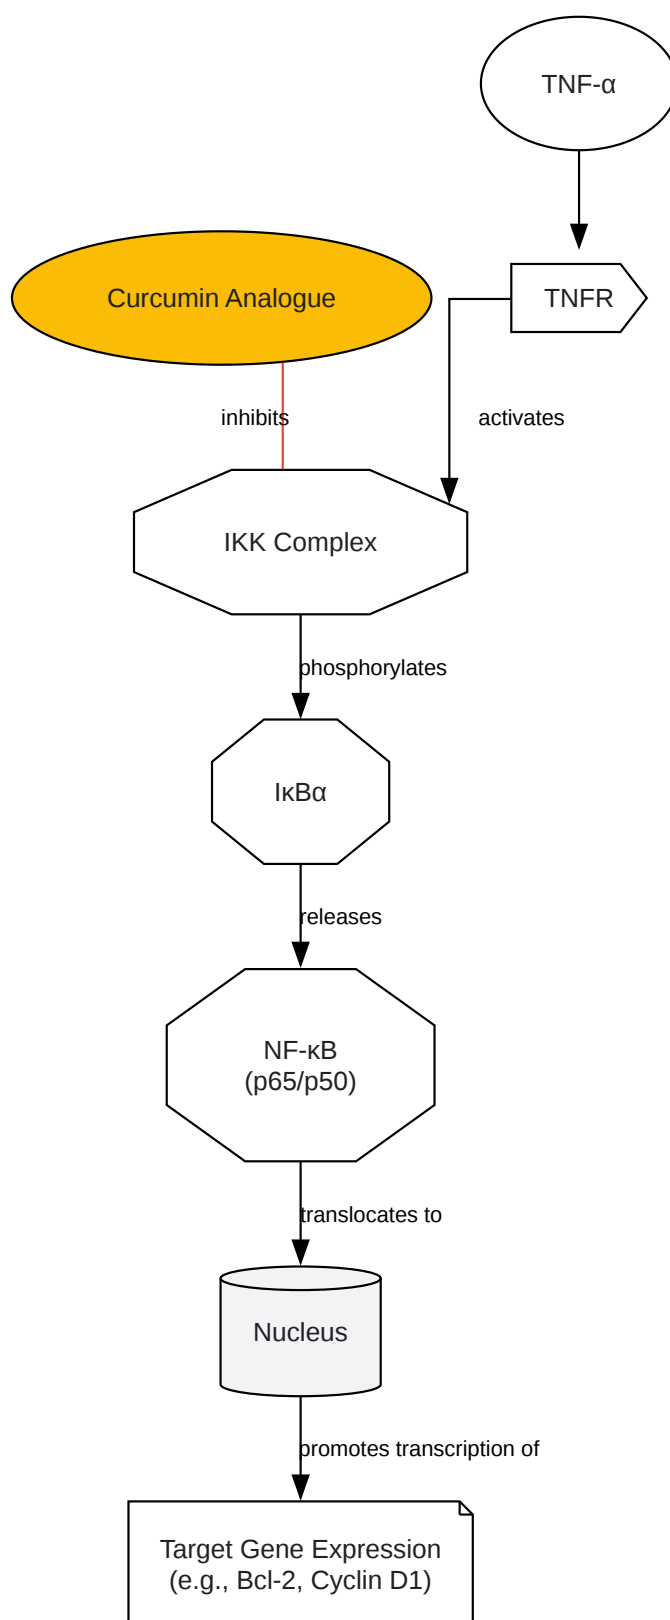 TNF-α
Curcumin Analogue
TNFR
inhibits
activates
IKK Complex
phosphorylates
IκBα
releases
NF-κB
(p65/p50)
translocates to
Nucleus
promotes transcription of
Target Gene Expression
(e.g., Bcl-2, Cyclin D1)